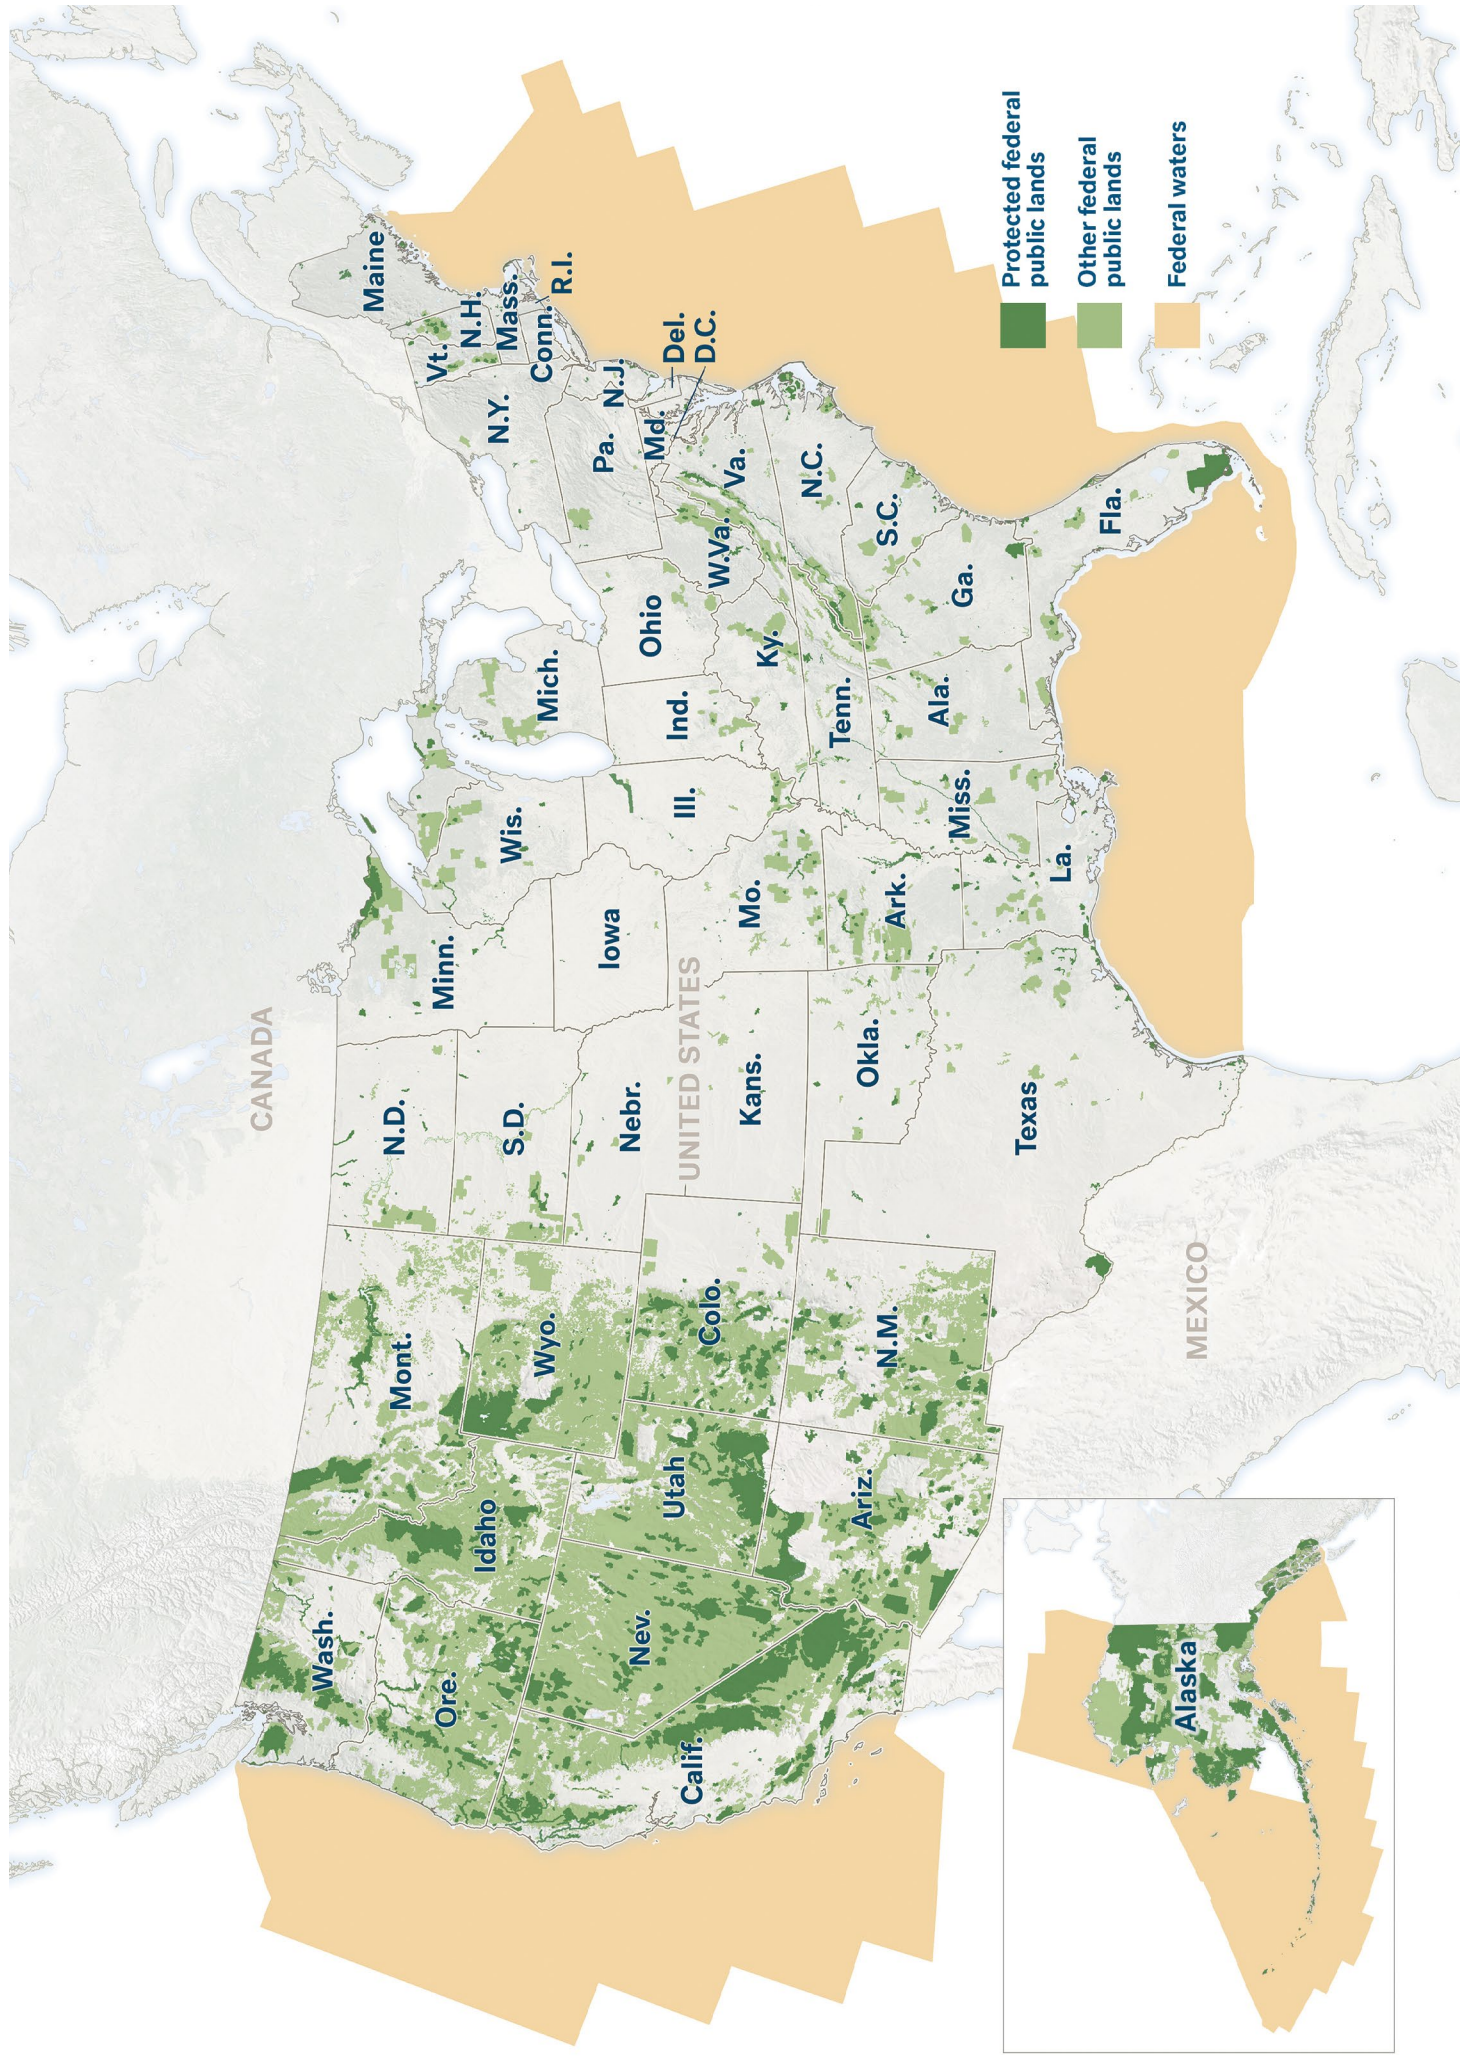 CANADA
Wash.
Mont.
N.D.
Minn.
Maine
Vt.
N.H.
Ore.
Idaho
S.D.
Wis.
Mich.
N.Y.
Mass.
Conn.
R.I.
Wyo.
Iowa
Pa.
N.J.
Nev.
Utah
Nebr.
Ill.
Ind.
Ohio
Md.
Del.
D.C.
Calif.
Colo.
UNITED STATES
Kans.
Mo.
Ky.
W.Va.
Va.
Ariz.
N.M.
Okla.
Ark.
Tenn.
N.C.
S.C.
Texas
La.
Miss.
Ala.
Ga.
Fla.
MEXICO
Alaska
Protected federal
public lands
Other federal
public lands
Federal waters